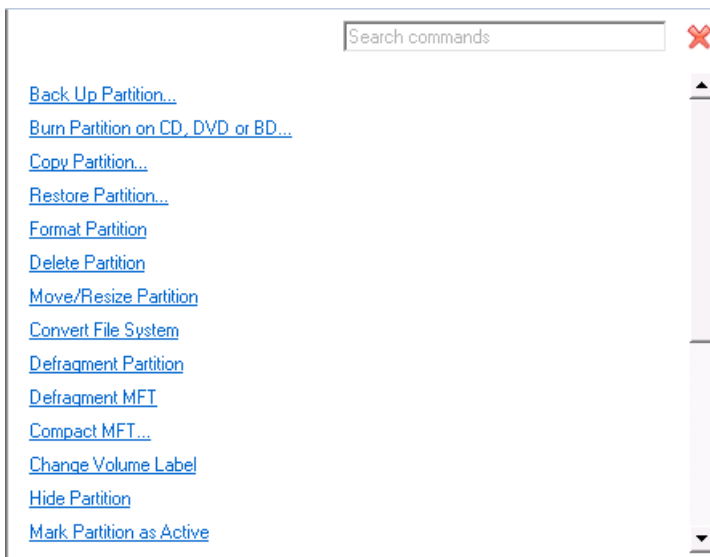 Search commands
Back Up Partition...
Burn Partition on CD, DVD or BD...
Copy Partition...
Restore Partition...
Format Partition
Delete Partition
Move/Resize Partition
Convert File System
Defragment Partition
Defragment MFT
Compact MFT...
Change Volume Label
Hide Partition
Mark Partition as Active